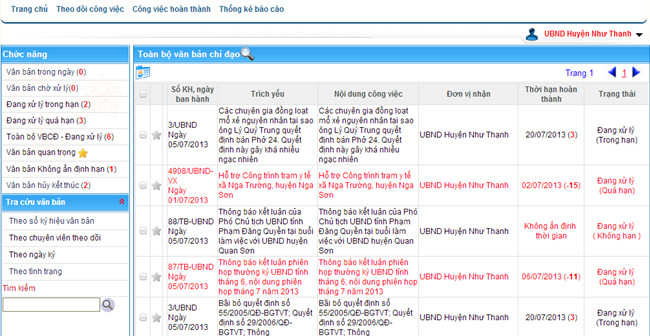 Trang chủ Theo dõi công việc Công việc hoàn thành Thống kê báo cáo
UBND Huyện Như Thanh
Chức năng
Văn bản trong ngày (0)
Văn bản chờ xử lý(0)
Đang xử lý trong hạn (2)
Đang xử lý quá hạn (3)
Toàn bộ VBCĐ - Đang xử lý (6)
Văn bản quan trọng
Văn bản Không ấn định hạn (1)
Văn bản hủy kết thúc (2)
Tra cứu văn bản
Theo số ký hiệu văn bản
Theo chuyên viên theo dõi
Theo ngày ký
Theo tình trạng
Tìm kiếm
Toàn bộ văn bản chỉ đạo
Trang 1 1
Số KH, ngày
ban hành
Trích yếu
Nội dung công việc
Đơn vị nhận
Thời hạn hoàn
thành
Trạng thái
3/UBND
Ngày
05/07/2013
Các chuyên gia đồng loạt
mổ xẻ nguyên nhân tại sao
ông Lý Quý Trung quyết
định bán Phở 24. Quyết
định này gây khá nhiều
ngạc nhiên
Các chuyên gia đồng loạt
mổ xẻ nguyên nhân tại sao
ông Lý Quý Trung quyết
định bán Phở 24. Quyết
định này gây khá nhiều
ngạc nhiên
UBND Huyện Như Thanh
20/07/2013 (3)
Đang xử lý
(Trong hạn)
4908/UBND-
VX
Ngày
01/07/2013
Hỗ trợ Công trình trạm y tế
xã Nga Trường, huyện Nga
Sơn
Hỗ trợ Công trình trạm y tế
xã Nga Trường, huyện Nga
Sơn
UBND Huyện Như Thanh
02/07/2013 (-15)
Đang xử lý
(Quá hạn)
88/TB-UBND
Ngày
05/07/2013
Thông báo kết luận của
Phó Chủ tịch UBND tỉnh
Phạm Đăng Quyền tại buổi
làm việc với UBND huyện
Quan Sơn
Thông báo kết luận của Phó
Chủ tịch UBND tỉnh Phạm
Đăng Quyền tại buổi làm
việc với UBND huyện Quan
Sơn
UBND Huyện Như Thanh
Không ấn định
thời gian
Đang xử lý
( Không hạn )
87/TB-UBND
Ngày
05/07/2013
Thông báo kết luận phiên
họp thường kỳ UBND tỉnh
tháng 6, nội dung phiên
họp tháng 7 năm 2013
Thông báo kết luận phiên
họp thường kỳ UBND tỉnh
tháng 6, nội dung phiên họp
tháng 7 năm 2013
UBND Huyện Như Thanh
06/07/2013 (-11)
Đang xử lý
(Quá hạn)
3/UBND
Ngày
05/07/2013
Bãi bỏ quyết định số
55/2005/QĐ-BGTVT; Quyết
định số 29/2006/QĐ-
BGTVT; Thông
Bãi bỏ quyết định số
55/2005/QĐ-BGTVT; Quyết
định số 29/2006/QĐ-
BGTVT; Thông
UBND Huyện Như Thanh
20/07/2013 (3)
Đang xử lý
(Trong hạn)